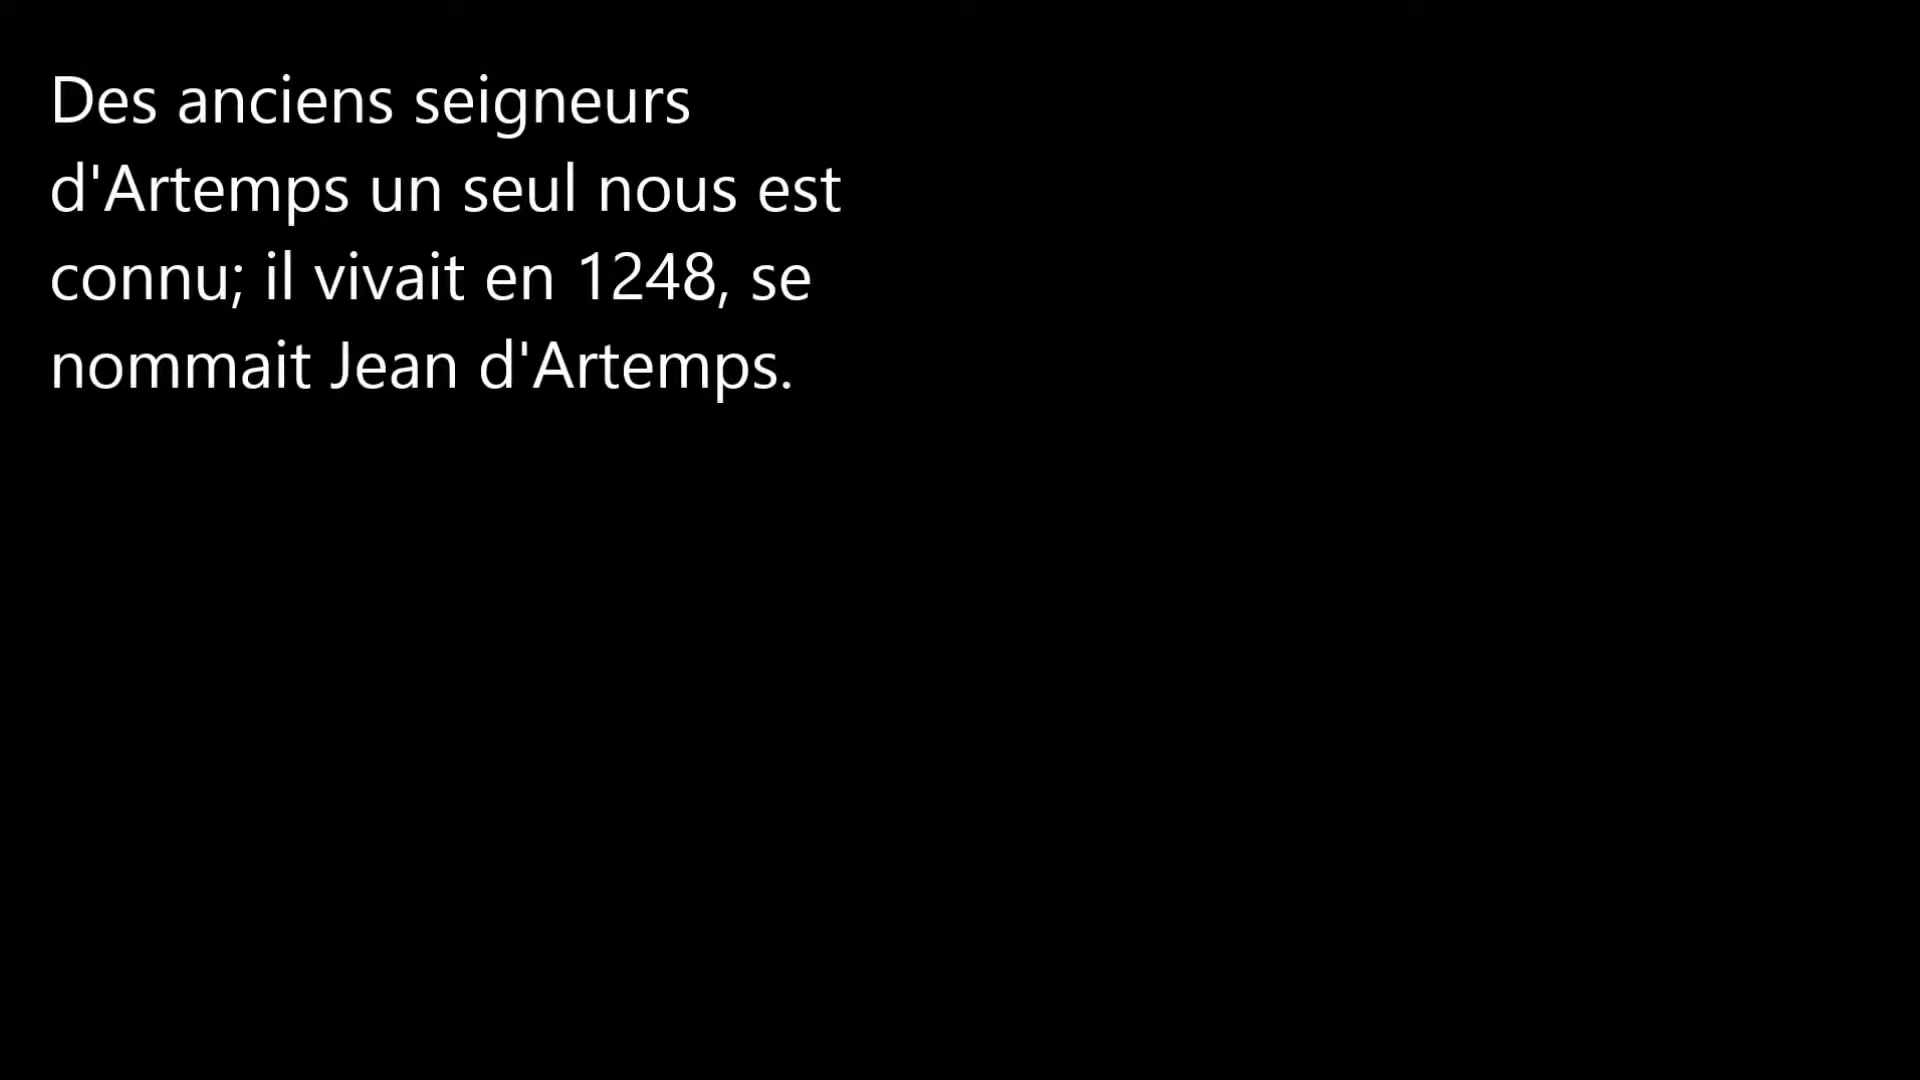 Des anciens seigneurs
d'Artemps un seul nous est
connu; il vivait en 1248, se
nommait Jean d'Artemps.